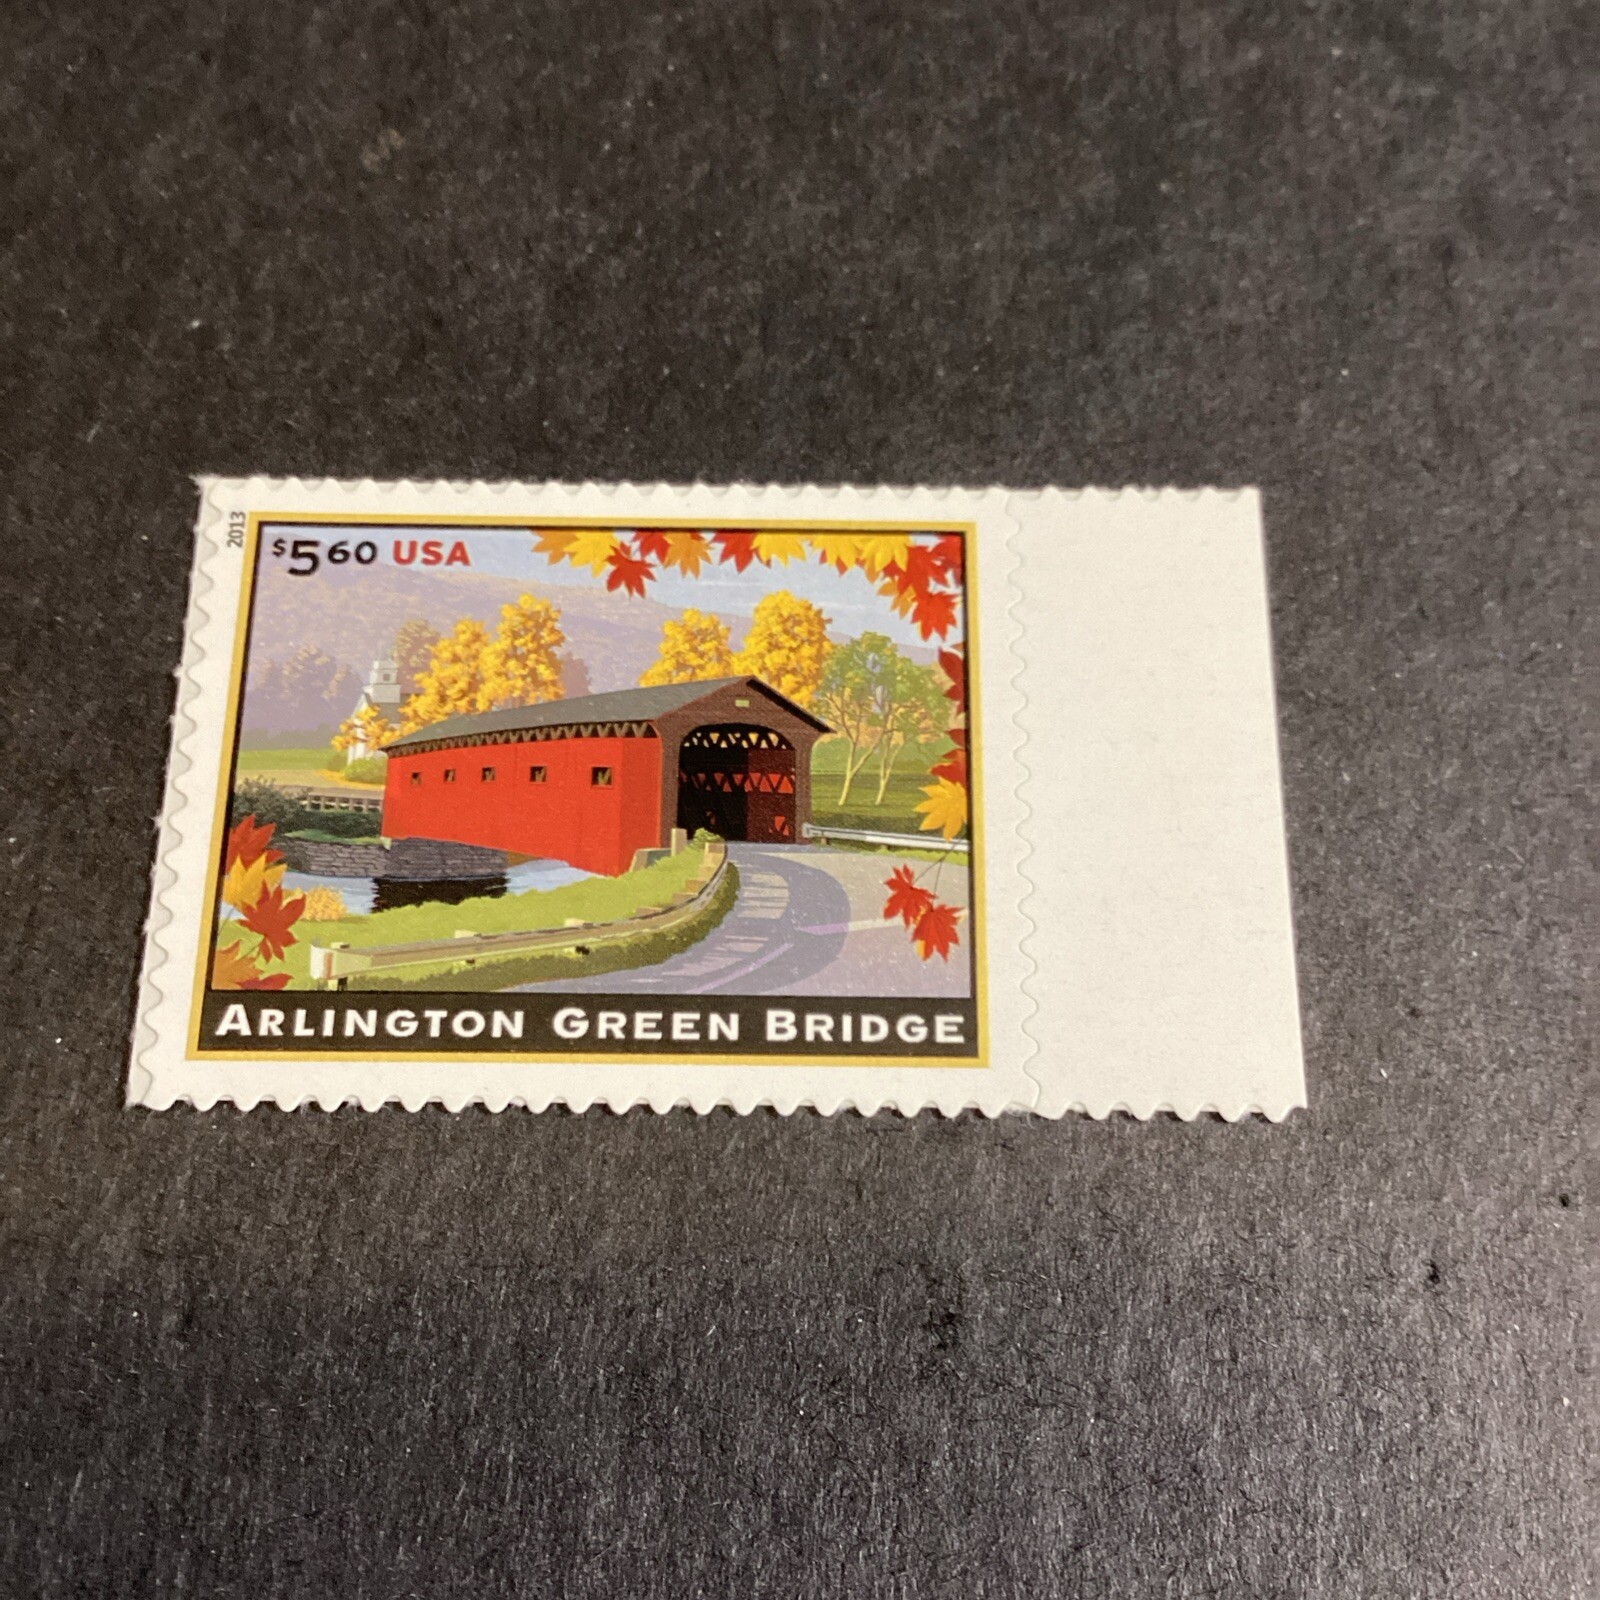 2013
$5.60 USA
ARLINGTON GREEN BRIDGE